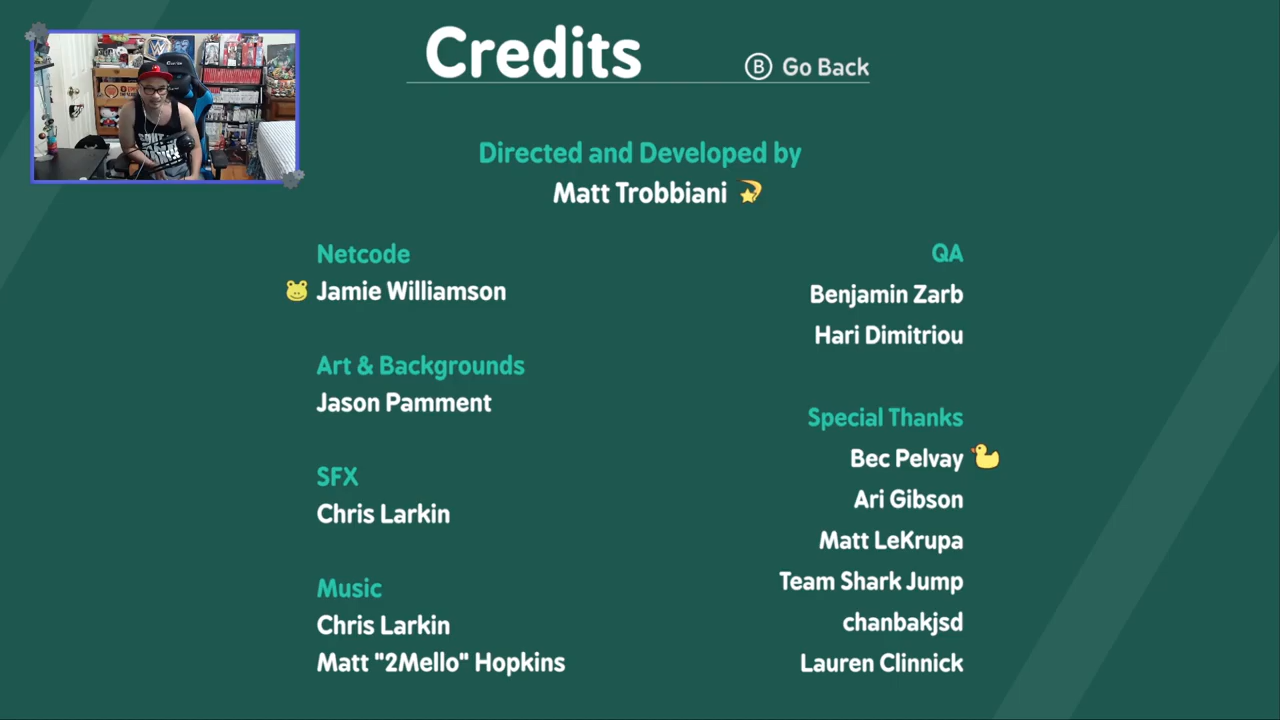 Credits
B Go Back
Directed and Developed by
Matt Trobbiani
Netcode
Jamie Williamson
Art & Backgrounds
Jason Pamment
SFX
Chris Larkin
Music
Chris Larkin
Matt "2Mello" Hopkins
QA
Benjamin Zarb
Hari Dimitriou
Special Thanks
Bec Pelvay
Ari Gibson
Matt LeKrupa
Team Shark Jump
chanbakjsd
Lauren Clinnick